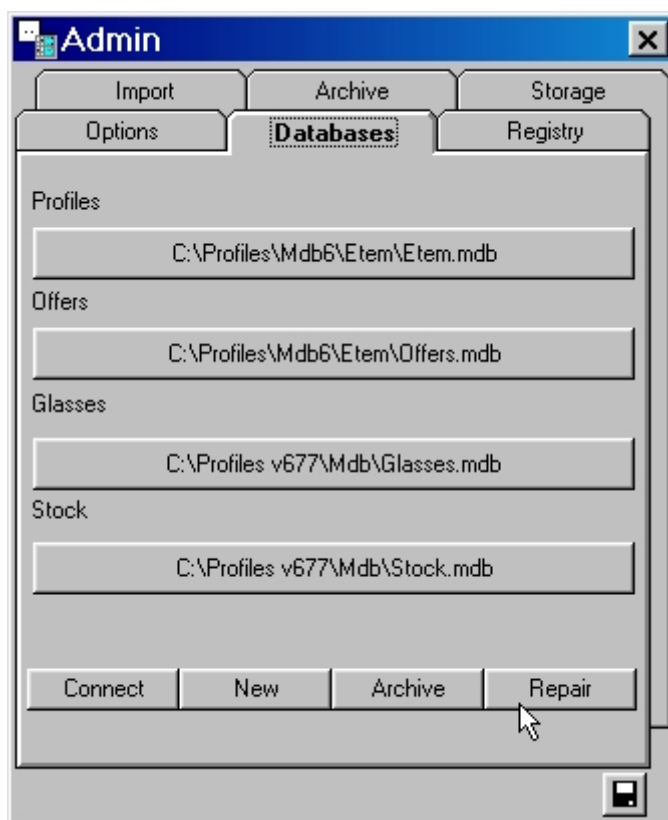 Admin
Import Archive Storage
Options Databases Registry
Profiles
C:\Profiles\Mdb6\Etem\Etem.mdb
Offers
C:\Profiles\Mdb6\Etem\Offers.mdb
Glasses
C:\Profiles v677\Mdb\Glasses.mdb
Stock
C:\Profiles v677\Mdb\Stock.mdb
Connect New Archive Repair